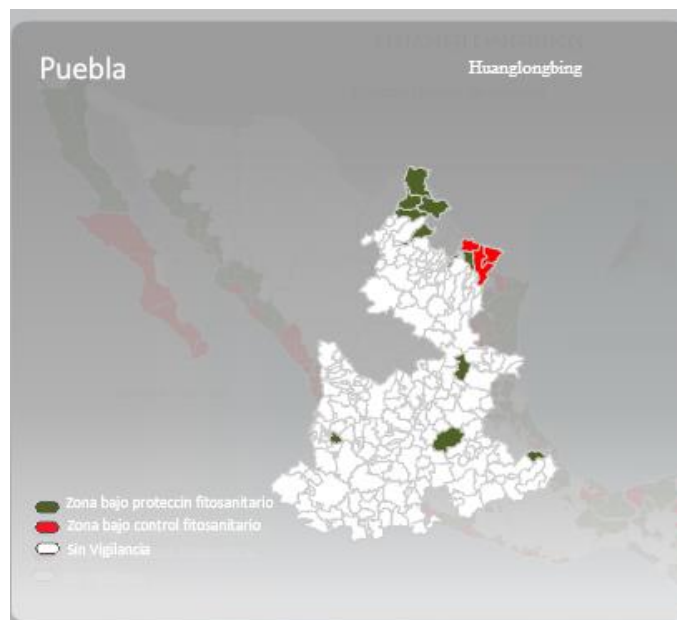 Puebla
Huanglongbing
Zona bajo proteccin fitosanitario
Zona bajo control fitosanitario
Sin Vigilancia